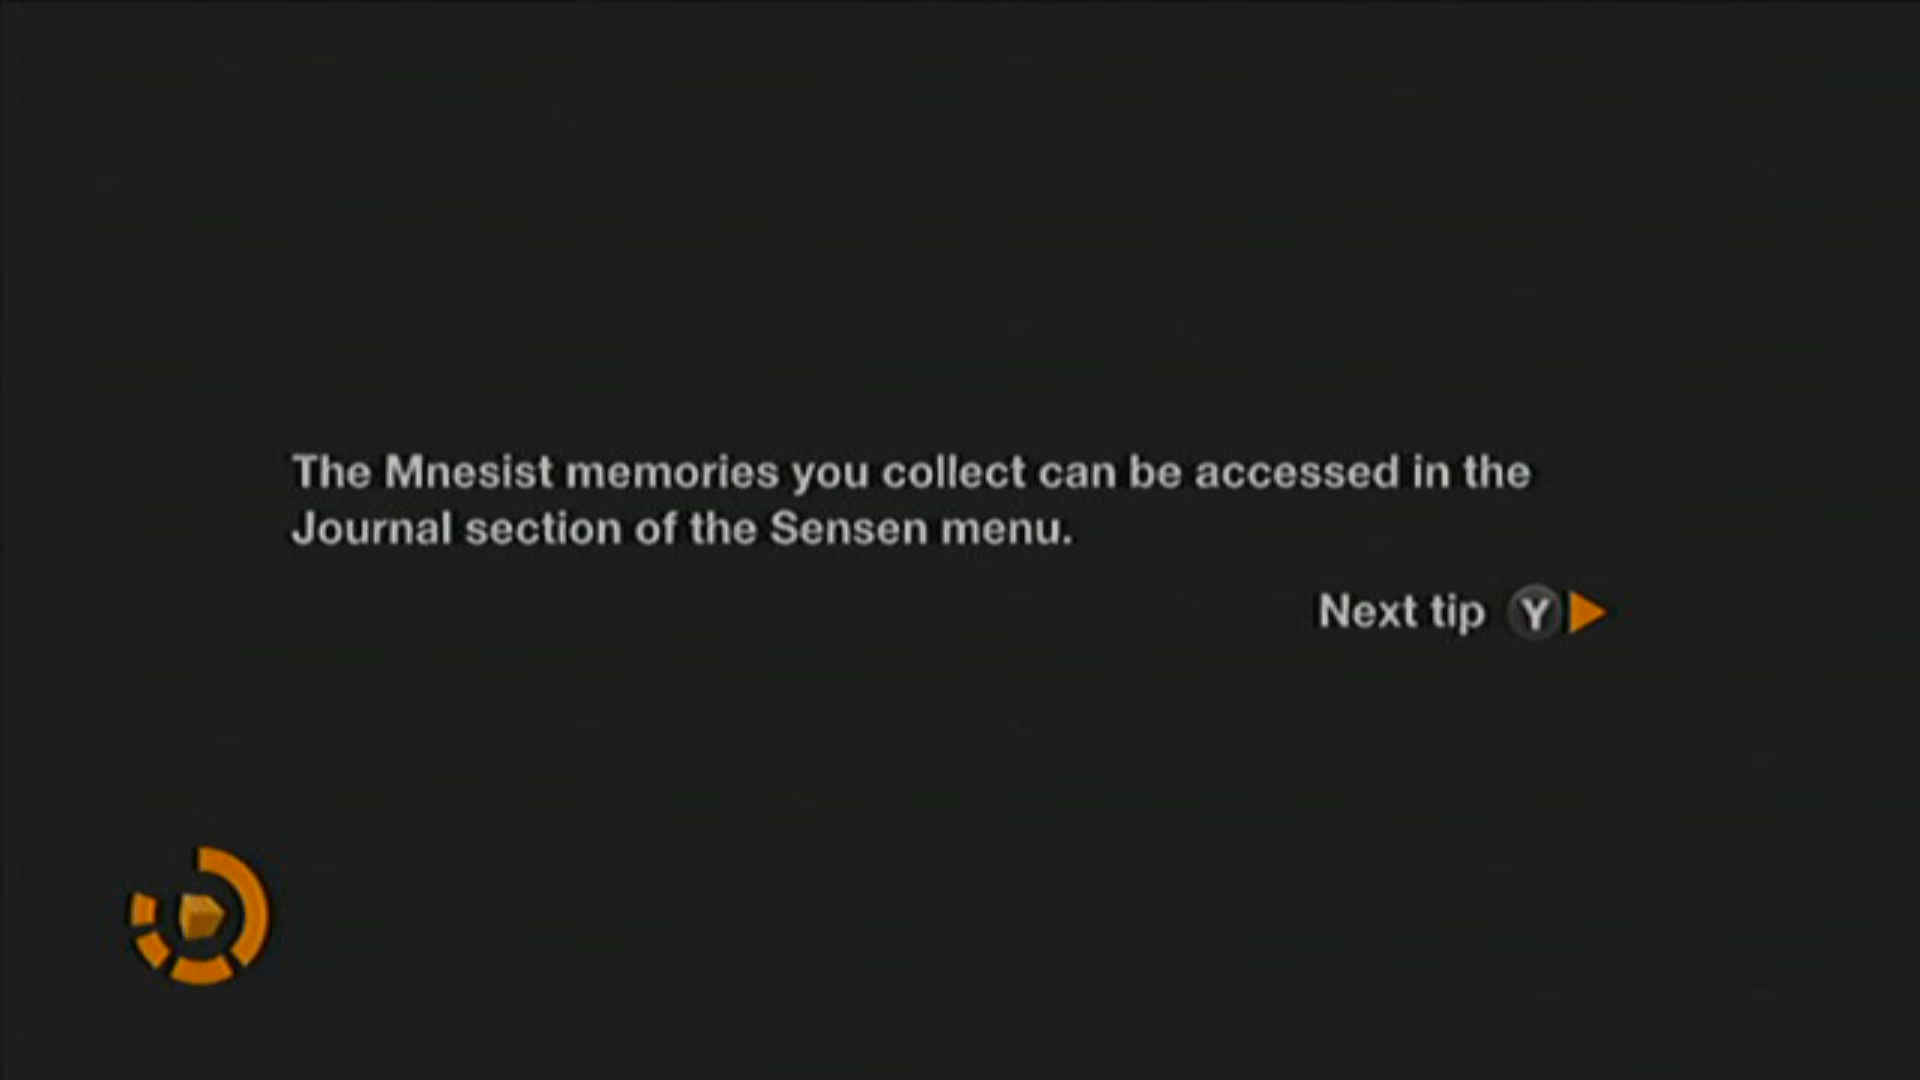 The Mnesist memories you collect can be accessed in the
Journal section of the Sensen menu.
Next tip Y